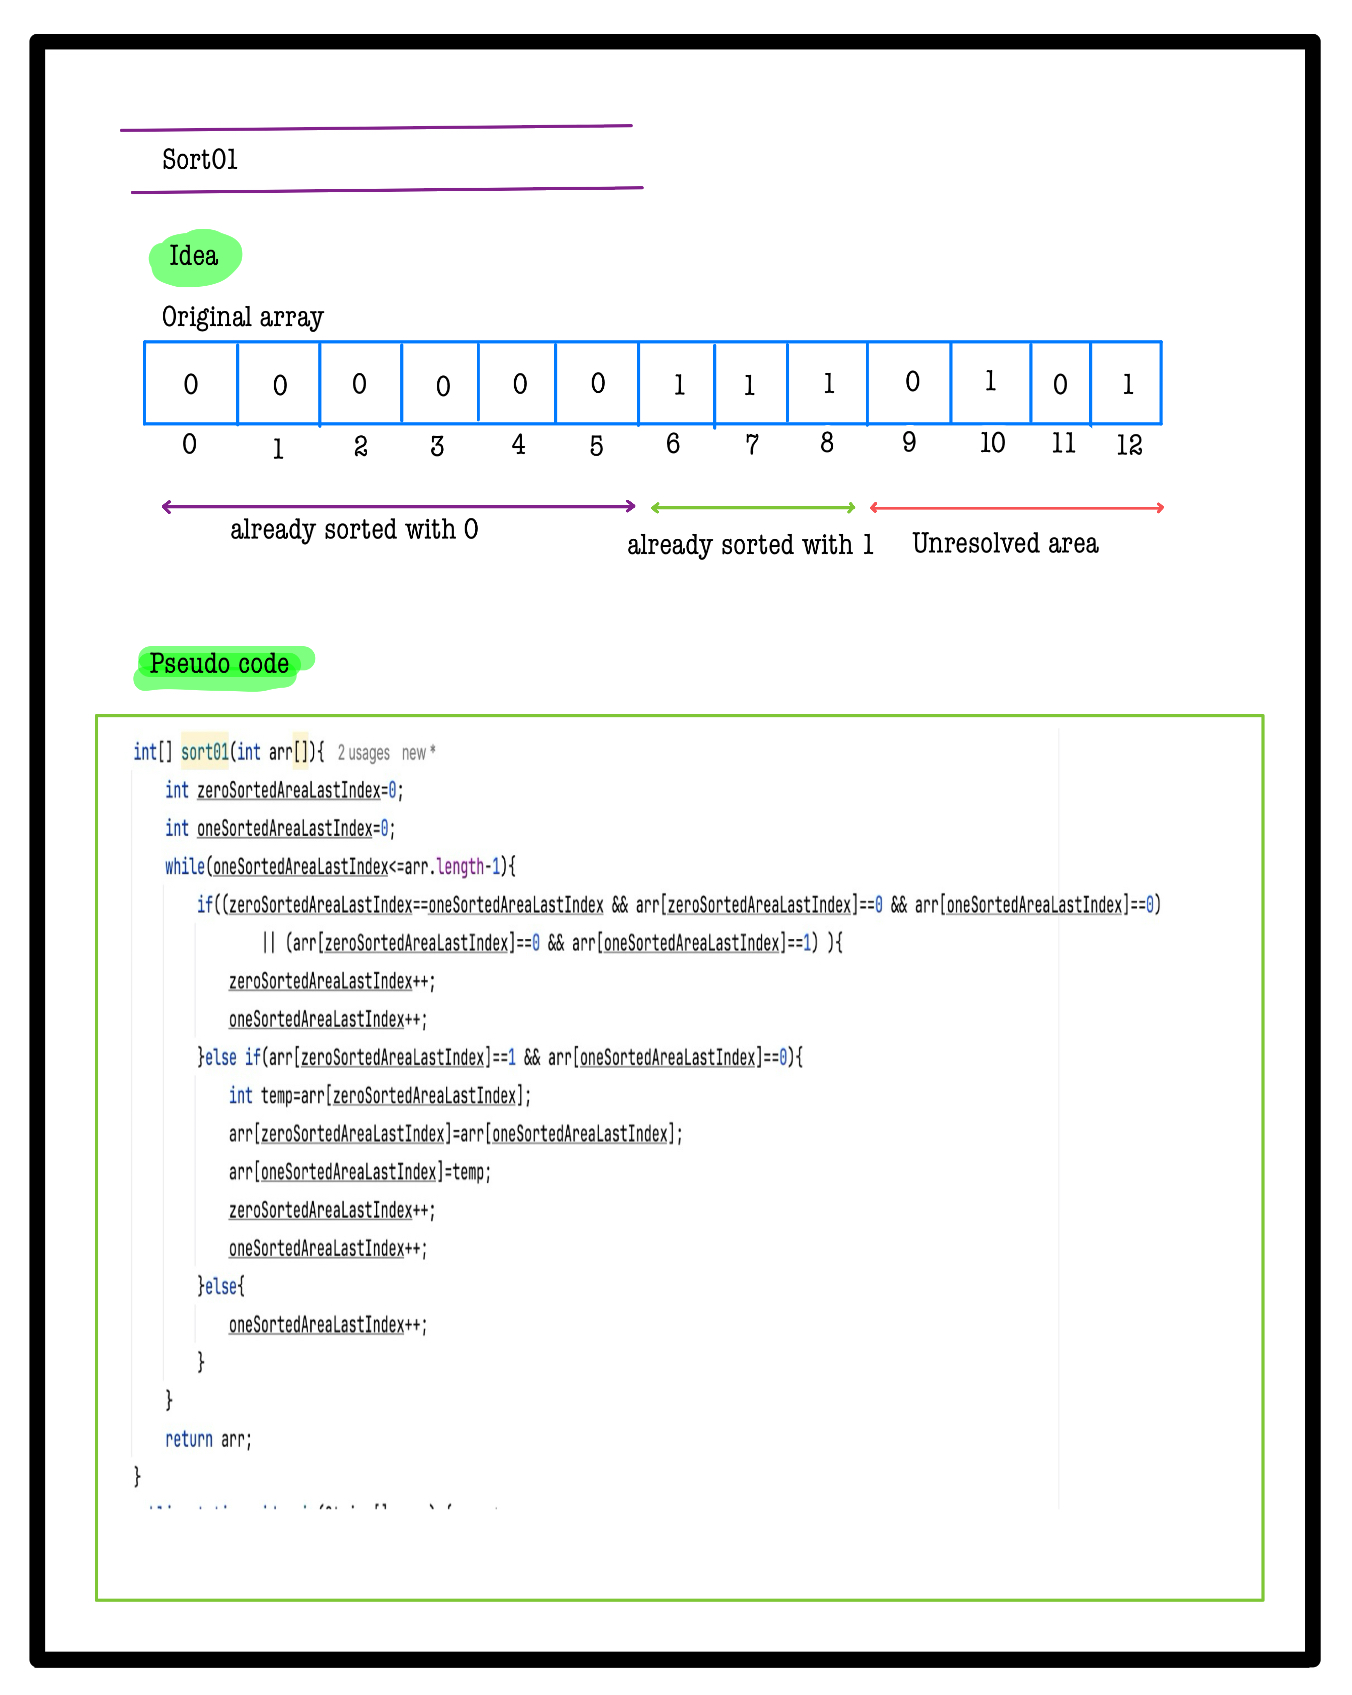 Sort01
Idea
Original array
0 0 0 0 0 0 1 1 1 0 1 0 1
0 1 2 3 4 5 6 7 8 9 10 11 12
already sorted with 0
already sorted with 1 Unresolved area
Pseudo code
int[] sort01(int arr[]){ 2 usages new *
int zeroSortedAreaLastIndex=0;
int oneSortedAreaLastIndex=0;
while(oneSortedAreaLastIndex<=arr.length-1){
if((zeroSortedAreaLastIndex==oneSortedAreaLastIndex && arr[zeroSortedAreaLastIndex]==0 && arr[oneSortedAreaLastIndex]==0)
|| (arr[zeroSortedAreaLastIndex]==0 && arr[oneSortedAreaLastIndex]==1) ){
zeroSortedAreaLastIndex++;
oneSortedAreaLastIndex++;
}else if(arr[zeroSortedAreaLastIndex]==1 && arr[oneSortedAreaLastIndex]==0){
int temp=arr[zeroSortedAreaLastIndex];
arr[zeroSortedAreaLastIndex]=arr[oneSortedAreaLastIndex];
arr[oneSortedAreaLastIndex]=temp;
zeroSortedAreaLastIndex++;
oneSortedAreaLastIndex++;
}else{
oneSortedAreaLastIndex++;
}
}
return arr;
}